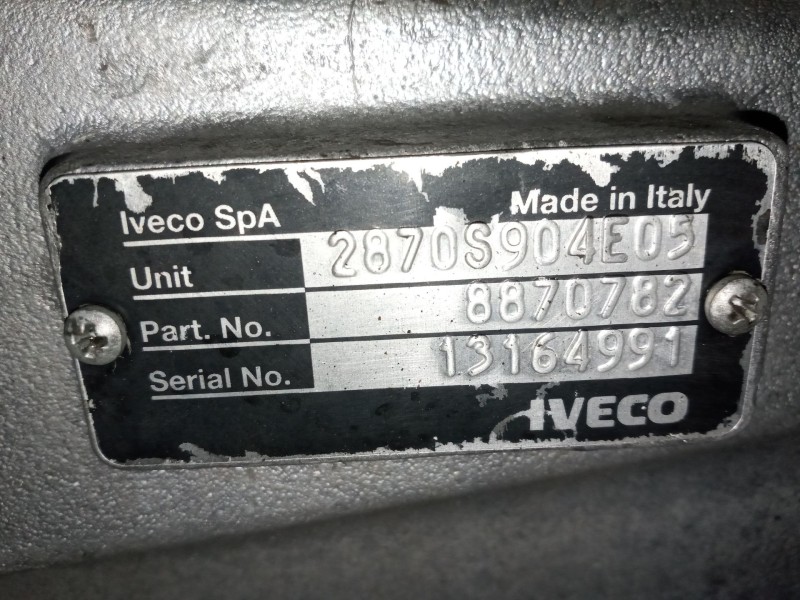 Iveco SpA Made in Italy
Unit 2870S904E05
Part. No. 8870782
Serial No. 13164991
IVECO